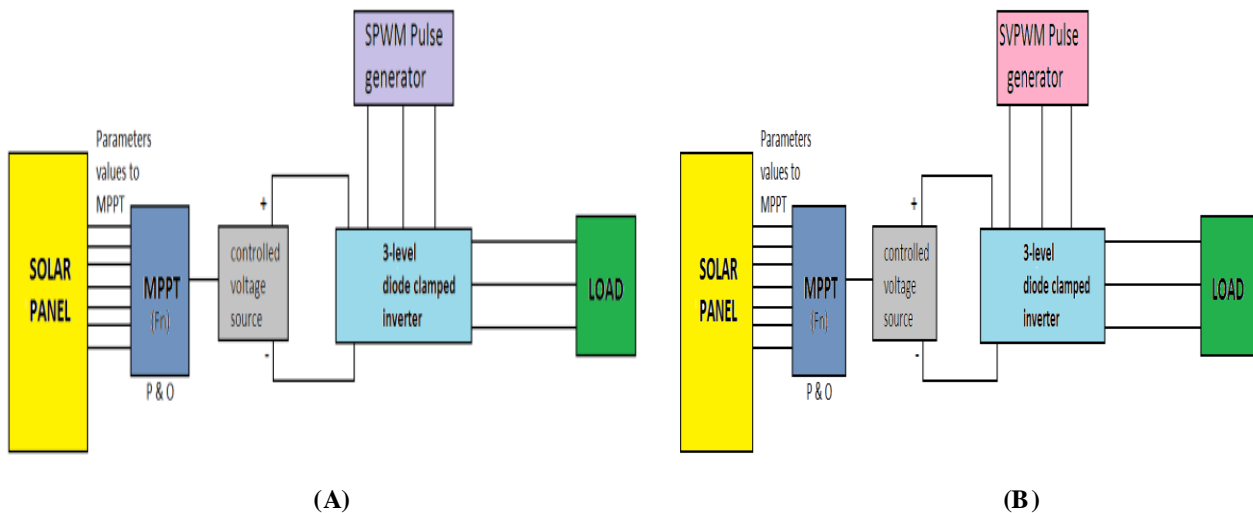 SPWM Pulse
generator
Parameters
values to
MPPT
SOLAR
PANEL
MPPT
(Fn)
P & O
+
controlled
voltage
source
-
3-level
diode clamped
inverter
LOAD
(A)
SVPWM Pulse
generator
Parameters
values to
MPPT
SOLAR
PANEL
MPPT
(Fn)
P & O
+
controlled
voltage
source
-
3-level
diode clamped
inverter
LOAD
(B)